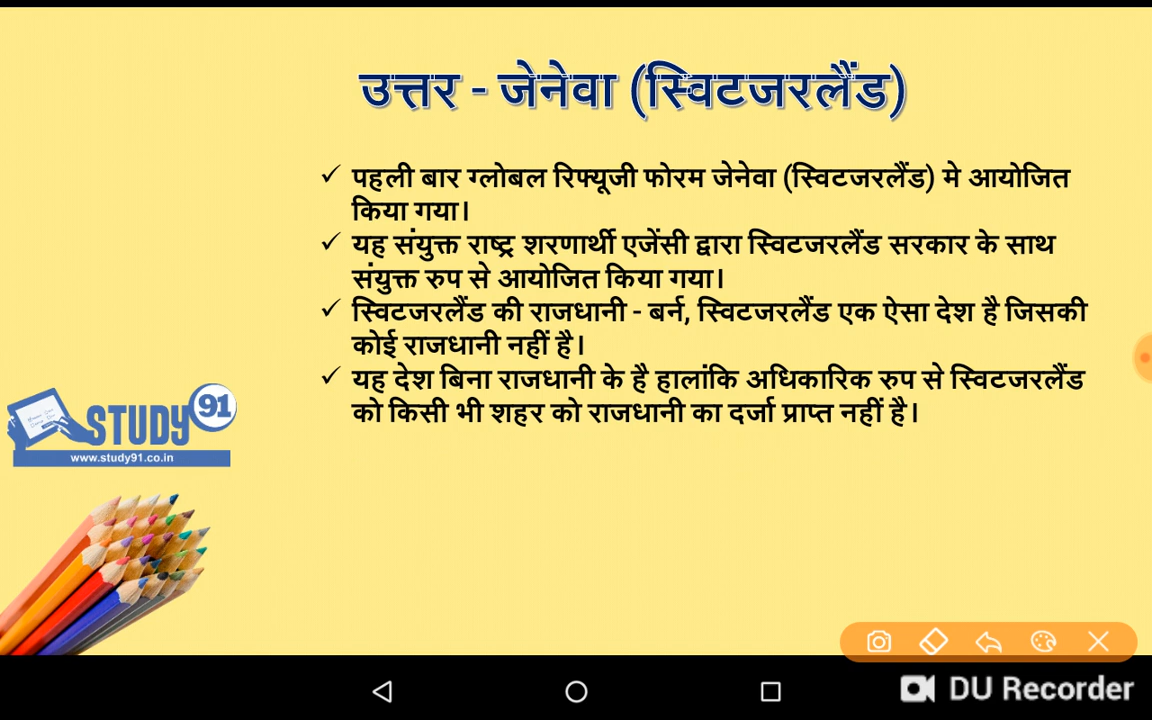 उत्तर - जेनेवा (स्विटजरलैंड)
✓ पहली बार ग्लोबल रिफ्यूजी फोरम जेनेवा (स्विटजरलैंड) मे आयोजित
किया गया।
✓ यह संयुक्त राष्ट्र शरणार्थी एजेंसी द्वारा स्विटजरलैंड सरकार के साथ
संयुक्त रुप से आयोजित किया गया।
✓ स्विटजरलैंड की राजधानी - बर्न, स्विटजरलैंड एक ऐसा देश है जिसकी
कोई राजधानी नहीं है।
✓ यह देश बिना राजधानी के है हालांकि अधिकारिक रुप से स्विटजरलैंड
को किसी भी शहर को राजधानी का दर्जा प्राप्त नहीं है।
STUDY 91
www.study91.co.in
DU Recorder